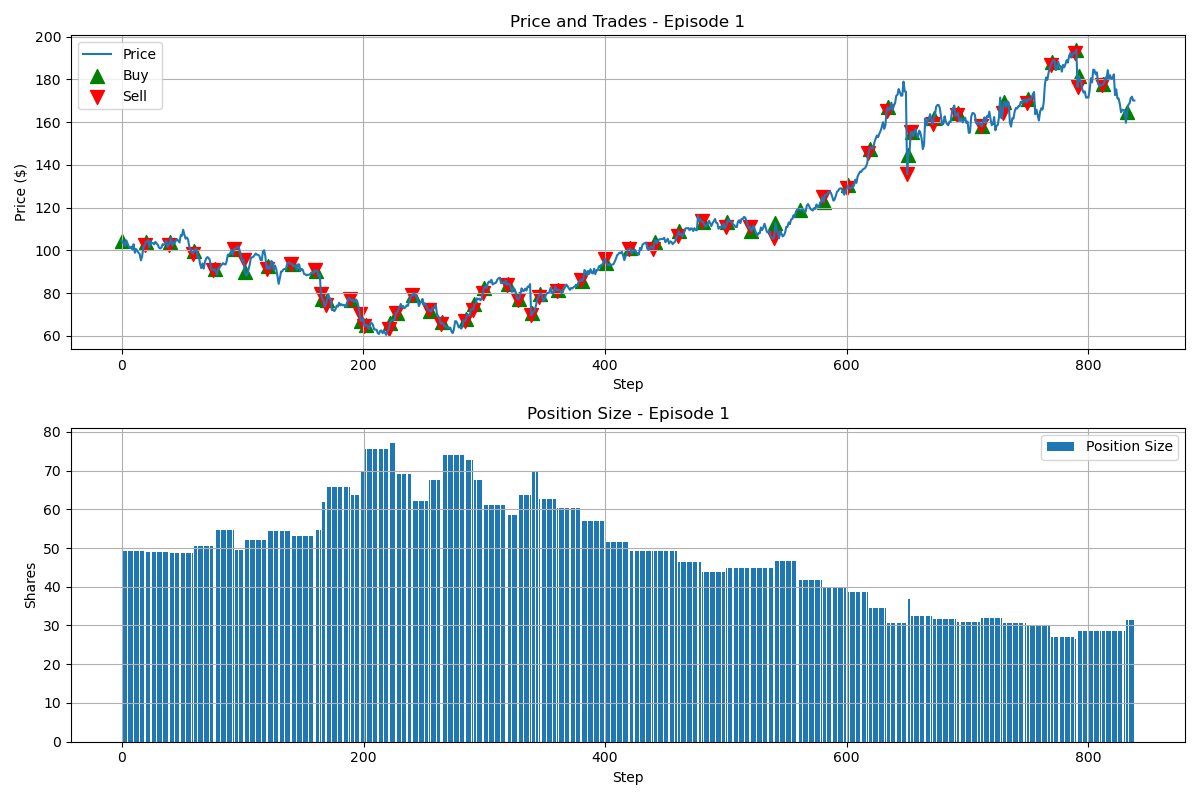 Price and Trades - Episode 1
Price
Buy
Sell
200
180
160
140
120
100
80
60
Price ($)
0
200
400
600
800
Step
Position Size - Episode 1
Position Size
80
70
60
50
40
30
20
10
0
Shares
0
200
400
600
800
Step